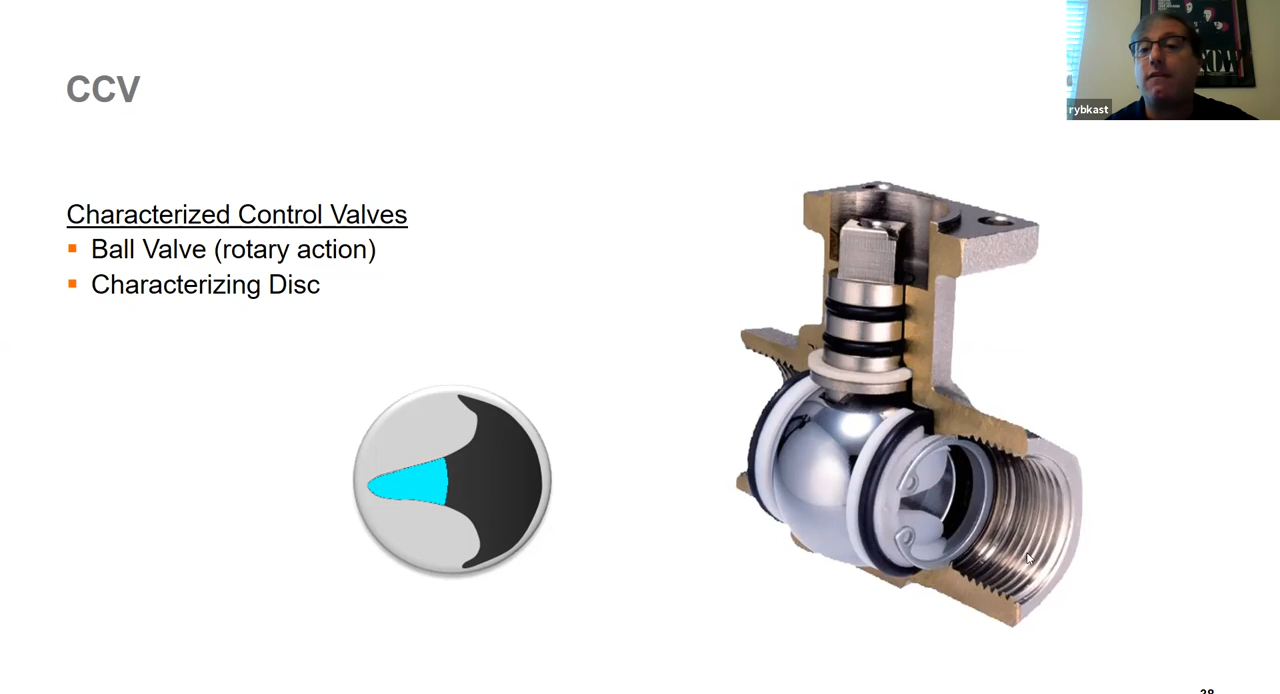 CCV
rybkast
Characterized Control Valves
Ball Valve (rotary action)
Characterizing Disc